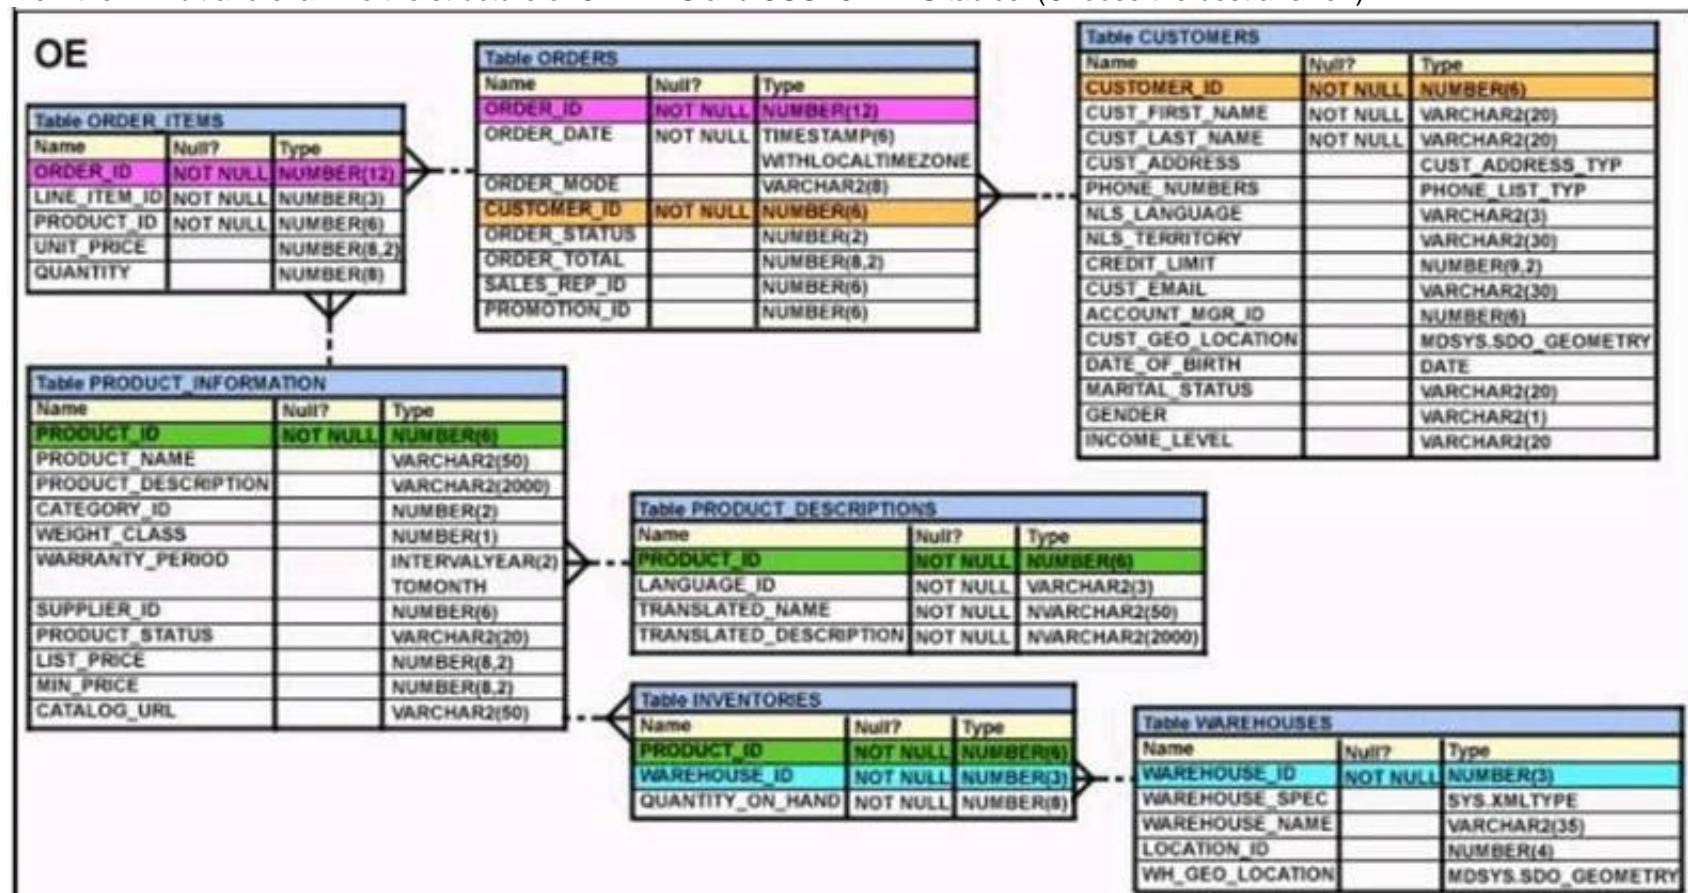 OE
Table ORDER_ITEMS
Name Null? Type
ORDER_ID NOT NULL NUMBER(12)
LINE_ITEM_ID NOT NULL NUMBER(3)
PRODUCT_ID NOT NULL NUMBER(6)
UNIT_PRICE NUMBER(8,2)
QUANTITY NUMBER(8)
Table ORDERS
Name Null? Type
ORDER_ID NOT NULL NUMBER(12)
ORDER_DATE NOT NULL TIMESTAMP(6)
WITHLOCALTIMEZONE
ORDER_MODE VARCHAR2(8)
CUSTOMER_ID NOT NULL NUMBER(6)
ORDER_STATUS NUMBER(2)
ORDER_TOTAL NUMBER(8,2)
SALES_REP_ID NUMBER(6)
PROMOTION_ID NUMBER(6)
Table CUSTOMERS
Name Null? Type
CUSTOMER_ID NOT NULL NUMBER(6)
CUST_FIRST_NAME NOT NULL VARCHAR2(20)
CUST_LAST_NAME NOT NULL VARCHAR2(20)
CUST_ADDRESS CUST_ADDRESS_TYP
PHONE_NUMBERS PHONE_LIST_TYP
NLS_LANGUAGE VARCHAR2(3)
NLS_TERRITORY VARCHAR2(30)
CREDIT_LIMIT NUMBER(9,2)
CUST_EMAIL VARCHAR2(30)
ACCOUNT_MGR_ID NUMBER(6)
CUST_GEO_LOCATION MDSYS.SDO_GEOMETRY
DATE_OF_BIRTH DATE
MARITAL_STATUS VARCHAR2(20)
GENDER VARCHAR2(1)
INCOME_LEVEL VARCHAR2(20
Table PRODUCT_INFORMATION
Name Null? Type
PRODUCT_ID NOT NULL NUMBER(6)
PRODUCT_NAME VARCHAR2(50)
PRODUCT_DESCRIPTION VARCHAR2(2000)
CATEGORY_ID NUMBER(2)
WEIGHT_CLASS NUMBER(1)
WARRANTY_PERIOD INTERVALYEAR(2)
TOMONTH
SUPPLIER_ID NUMBER(6)
PRODUCT_STATUS VARCHAR2(20)
LIST_PRICE NUMBER(8,2)
MIN_PRICE NUMBER(8,2)
CATALOG_URL VARCHAR2(50)
Table PRODUCT_DESCRIPTIONS
Name Null? Type
PRODUCT_ID NOT NULL NUMBER(6)
LANGUAGE_ID NOT NULL VARCHAR2(3)
TRANSLATED_NAME NOT NULL NVARCHAR2(50)
TRANSLATED_DESCRIPTION NOT NULL NVARCHAR2(2000)
Table INVENTORIES
Name Null? Type
PRODUCT_ID NOT NULL NUMBER(6)
WAREHOUSE_ID NOT NULL NUMBER(3)
QUANTITY_ON_HAND NOT NULL NUMBER(8)
Table WAREHOUSES
Name Null? Type
WAREHOUSE_ID NOT NULL NUMBER(3)
WAREHOUSE_SPEC SYS.XMLTYPE
WAREHOUSE_NAME VARCHAR2(35)
LOCATION_ID NUMBER(4)
WH_GEO_LOCATION MDSYS.SDO_GEOMETRY